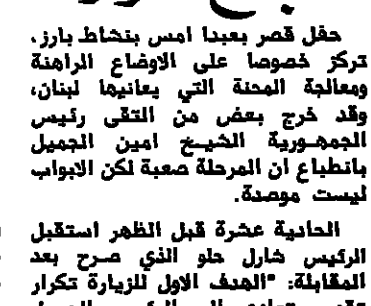 حفل قصر بعبدا امس بنشاط بارز،
تركز خصوصا على الاوضاع الراهنة
ومعالجة المحنة التي يعانيها لبنان،
وقد خرج بعض من التقى رئيس
الجمهورية الشيخ امين الجميل
بانطباع ان المرحلة صعبة لكن الابواب
ليست موصدة.
الحادية عشرة قبل الظهر استقبل
الرئيس شارل حلو الذي صرح بعد
المقابلة: "الهدف الاول للزيارة تكرار